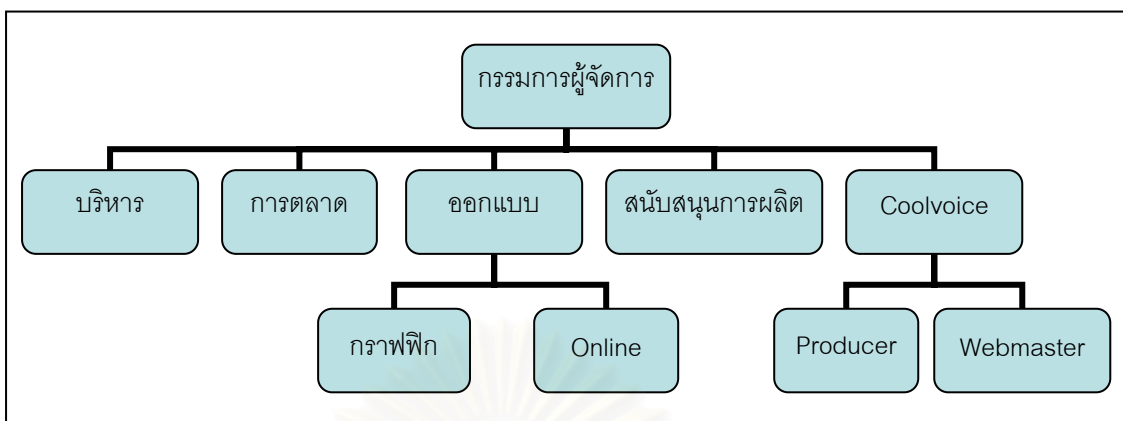 กรรมการผู้จัดการ
บริหาร
การตลาด
ออกแบบ
สนับสนุนการผลิต
Coolvoice
กราฟฟิก
Online
Producer
Webmaster